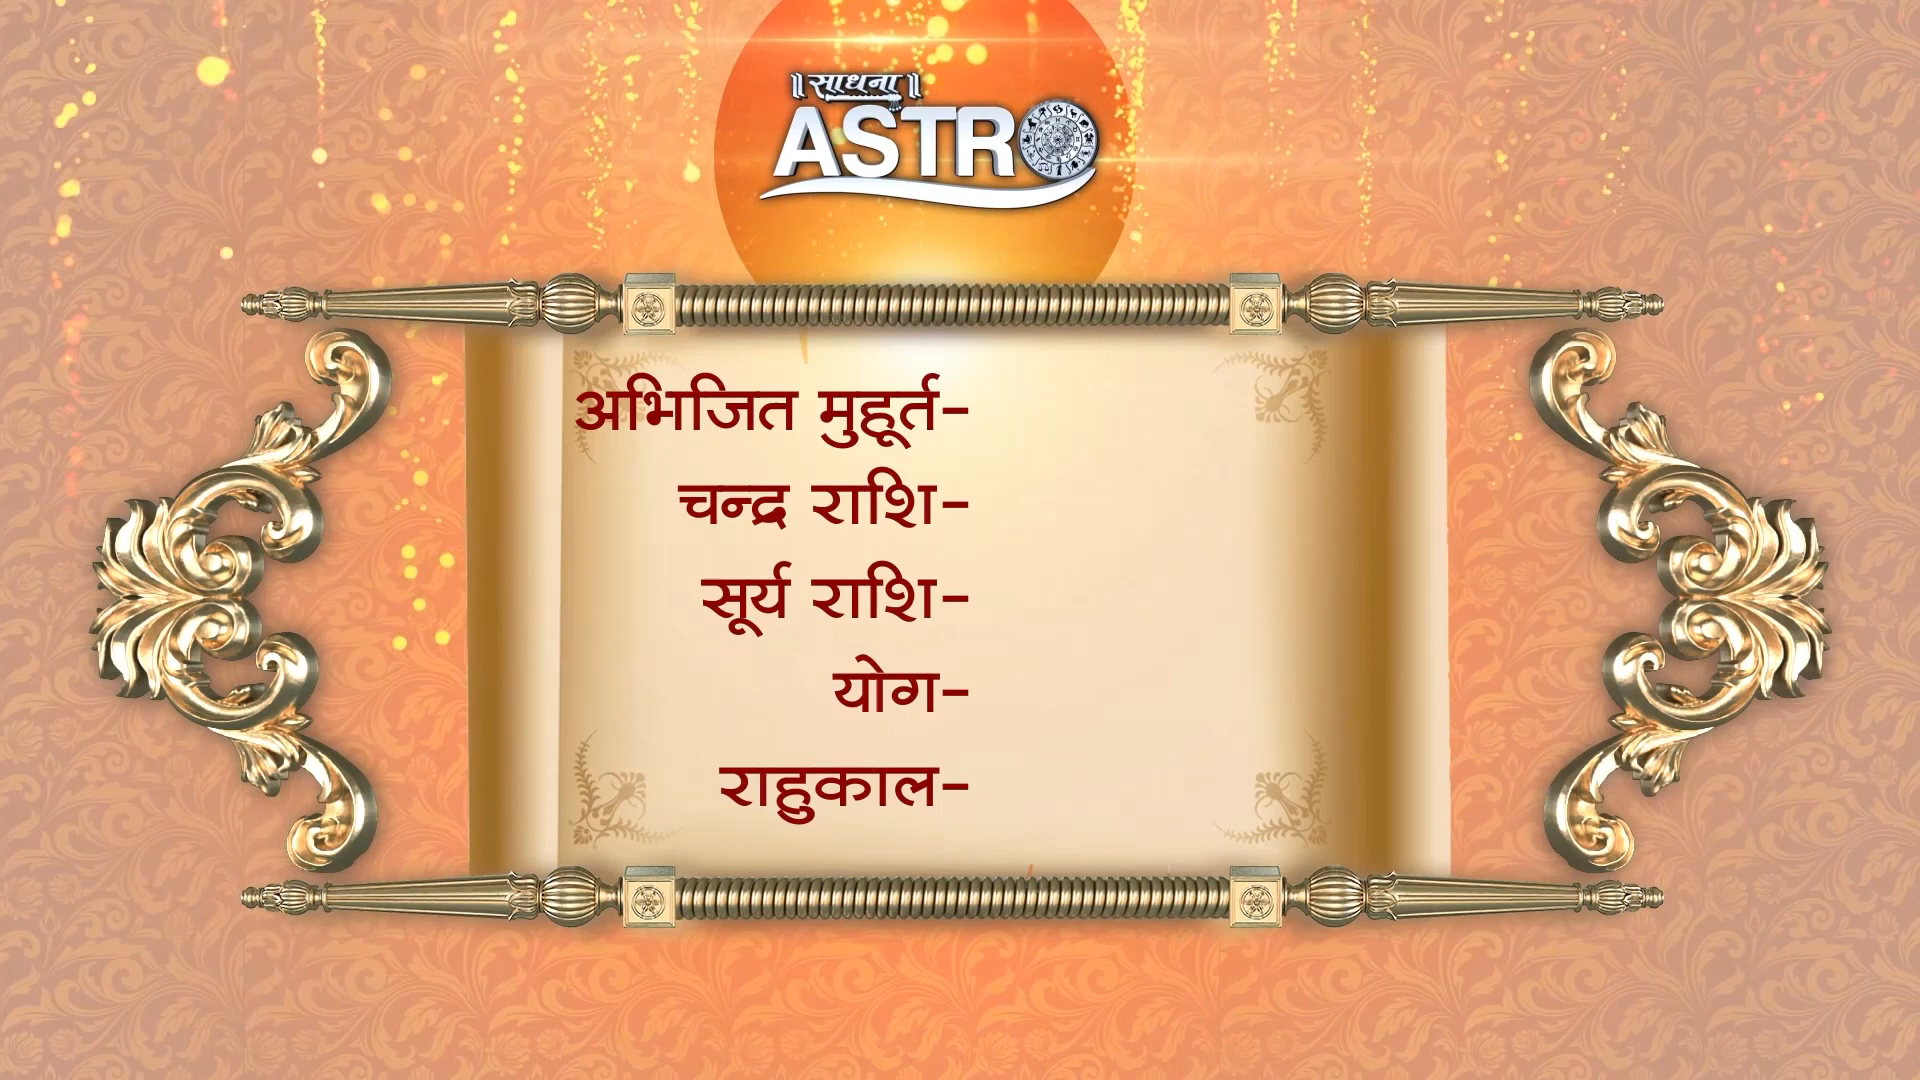 ॥ साधना ॥
ASTRO
अभिजित मुहूर्त-
चन्द्र राशि-
सूर्य राशि-
योग-
राहुकाल-